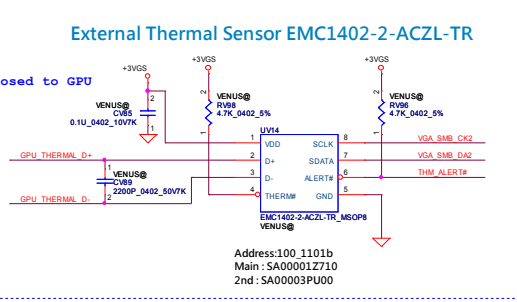 External Thermal Sensor EMC1402-2-ACZL-TR
+3VGS
+3VGS
+3VGS
osed to GPU
2
VENUS@
CV85
0.1U_0402_10V7K
1
2
VENUS@
RV98
4.7K_0402_5%
1
2
VENUS@
RV96
4.7K_0402_5%
1
UV14
1 VDD SCLK 8 VGA_SMB_CK2
GPU_THERMAL_D+ 2 D+ SDATA 7 VGA_SMB_DA2
1
VENUS@
CV89
2200P_0402_50V7K
2
3 D- ALERT# 6 THM_ALERT#
GPU_THERMAL_D- 4 THERM# GND 5
EMC1402-2-ACZL-TR_MSOP8
VENUS@
Address:100_1101b
Main : SA00001Z710
2nd : SA00003PU00